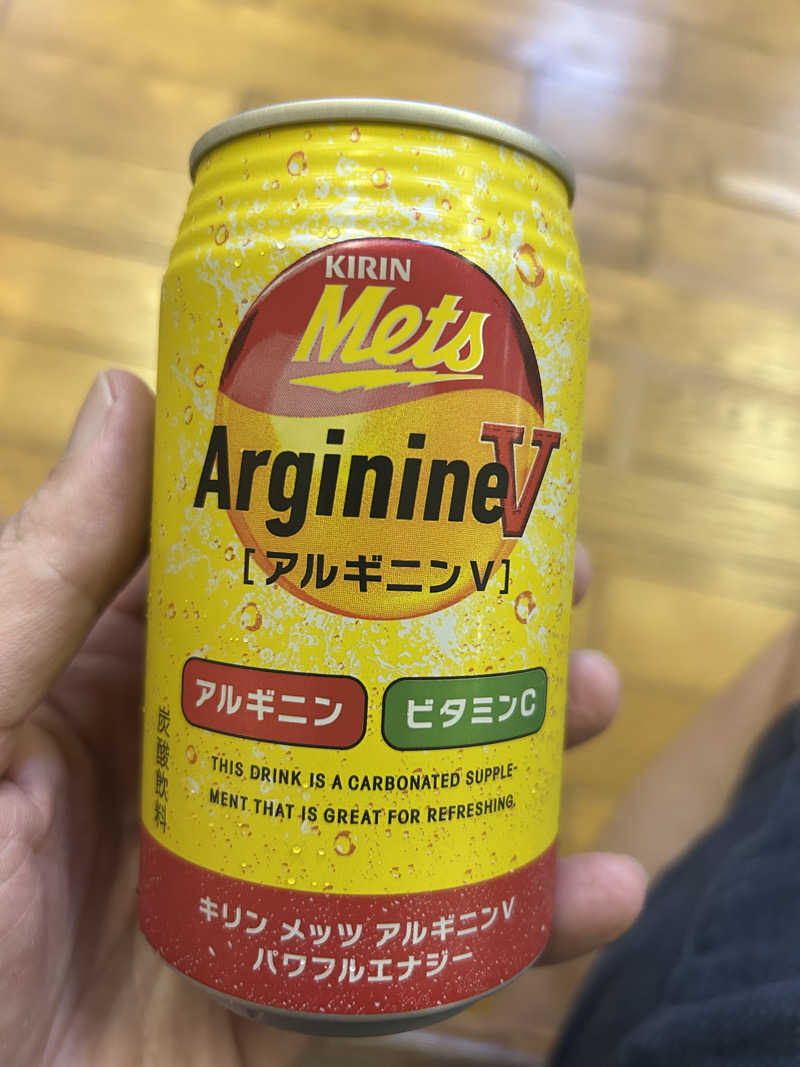 KIRIN
Mets
ArginineV
[アルギニンV]
アルギニン
ビタミンC
炭酸飲料
THIS DRINK IS A CARBONATED SUPPLE-
MENT THAT IS GREAT FOR REFRESHING.
キリン メッツ アルギニンV
パワフルエナジー